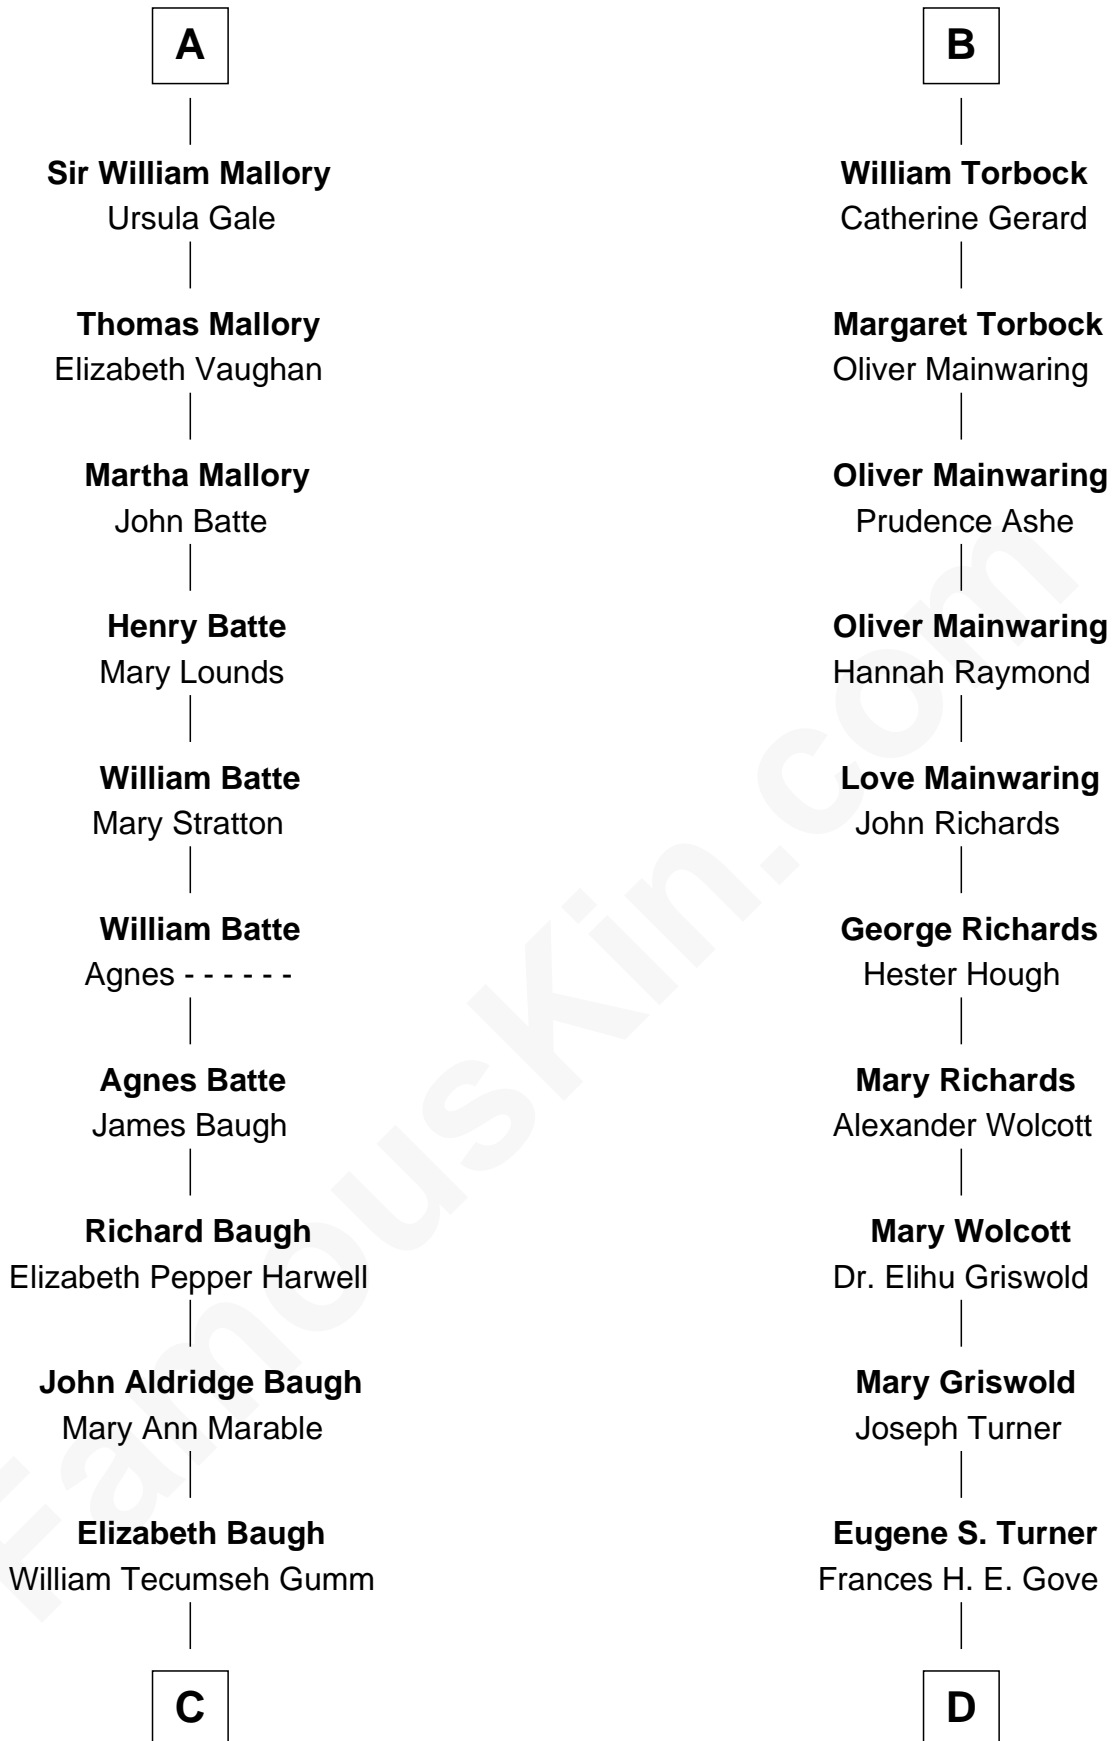 A
Sir William Mallory
Ursula Gale
Thomas Mallory
Elizabeth Vaughan
Martha Mallory
John Batte
Henry Batte
Mary Lounds
William Batte
Mary Stratton
William Batte
Agnes - - - - - -
Agnes Batte
James Baugh
Richard Baugh
Elizabeth Pepper Harwell
John Aldridge Baugh
Mary Ann Marable
Elizabeth Baugh
William Tecumseh Gumm
C
B
William Torbock
Catherine Gerard
Margaret Torbock
Oliver Mainwaring
Oliver Mainwaring
Prudence Ashe
Oliver Mainwaring
Hannah Raymond
Love Mainwaring
John Richards
George Richards
Hester Hough
Mary Richards
Alexander Wolcott
Mary Wolcott
Dr. Elihu Griswold
Mary Griswold
Joseph Turner
Eugene S. Turner
Frances H. E. Gove
D
FamousKin.com